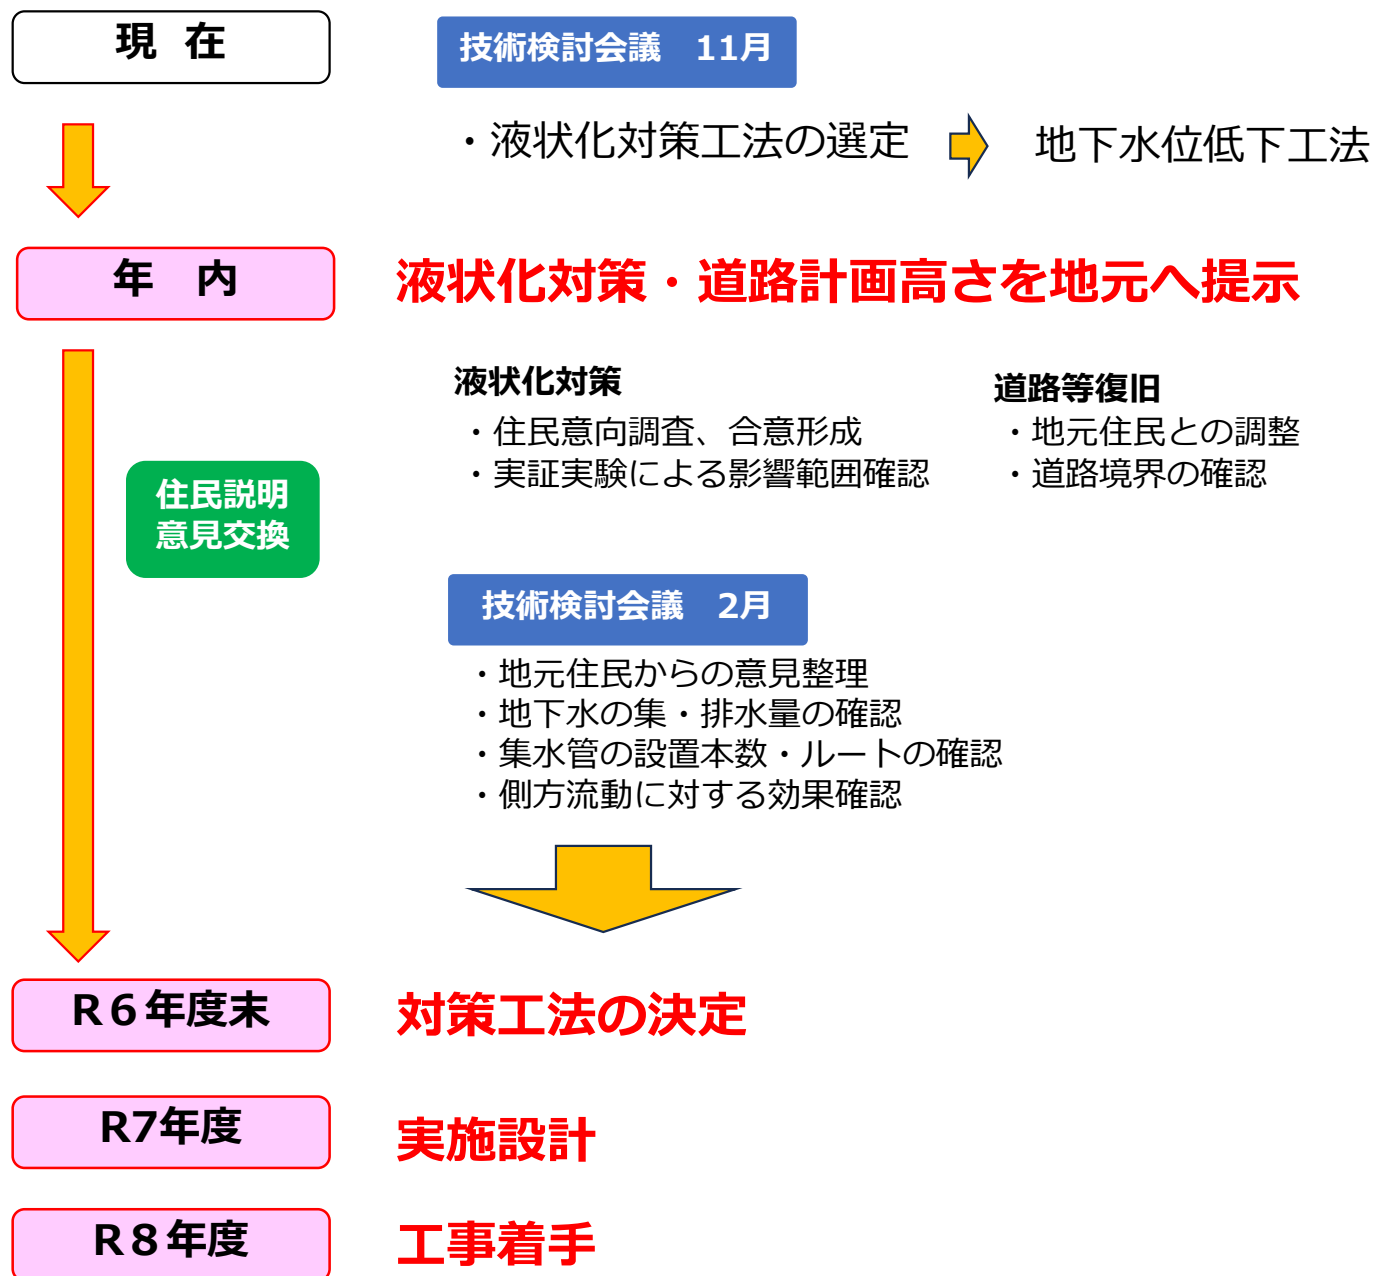 現 在
技術検討会議　11月
・液状化対策工法の選定
地下水位低下工法
年　内
液状化対策・道路計画高さを地元へ提示
液状化対策
・住民意向調査、合意形成
・実証実験による影響範囲確認
道路等復旧
・地元住民との調整
・道路境界の確認
住民説明
意見交換
技術検討会議　2月
・地元住民からの意見整理
・地下水の集・排水量の確認
・集水管の設置本数・ルートの確認
・側方流動に対する効果確認
R６年度末
対策工法の決定
R7年度
実施設計
R８年度
工事着手